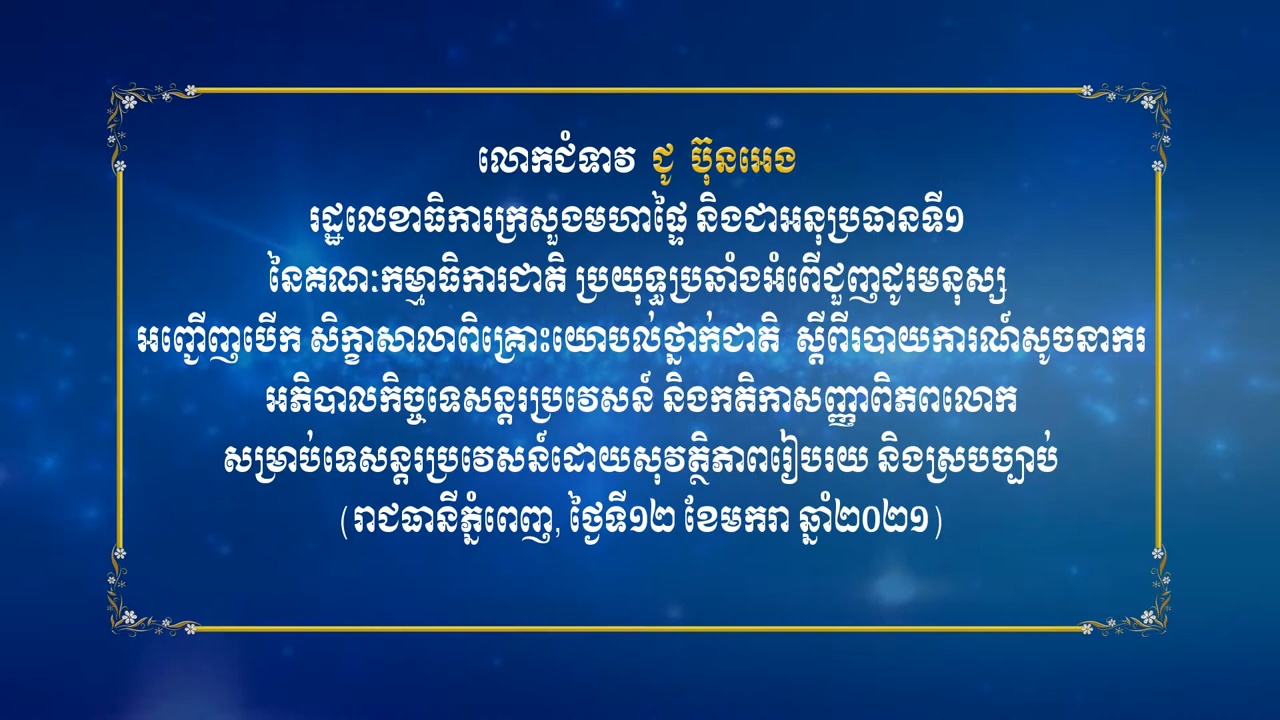 លោកជំទាវ ជូ ប៊ុនអេង
រដ្ឋលេខាធិការក្រសួងមហាផ្ទៃ និងជាអនុប្រធានទី១
នៃគណៈកម្មាធិការជាតិ ប្រយុទ្ធប្រឆាំងអំពើជួញដូរមនុស្ស
អញ្ជើញបើក សិក្ខាសាលាពិគ្រោះយោបល់ថ្នាក់ជាតិ ស្តីពីរបាយការណ៍សូចនាករ
អភិបាលកិច្ចទេសន្តរប្រវេសន៍ និងកតិកាសញ្ញាពិភពលោក
សម្រាប់ទេសន្តរប្រវេសន៍ដោយសុវត្ថិភាពរៀបរយ និងស្របច្បាប់
(រាជធានីភ្នំពេញ, ថ្ងៃទី១២ ខែមករា ឆ្នាំ២០២១)